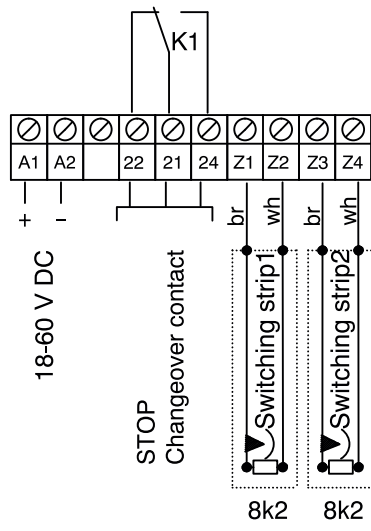 K1
A1 A2 22 21 24 Z1 Z2 Z3 Z4
+ -
18-60 V DC
STOP
Changeover contact
br wh br wh
Switching strip1
Switching strip2
8k2 8k2